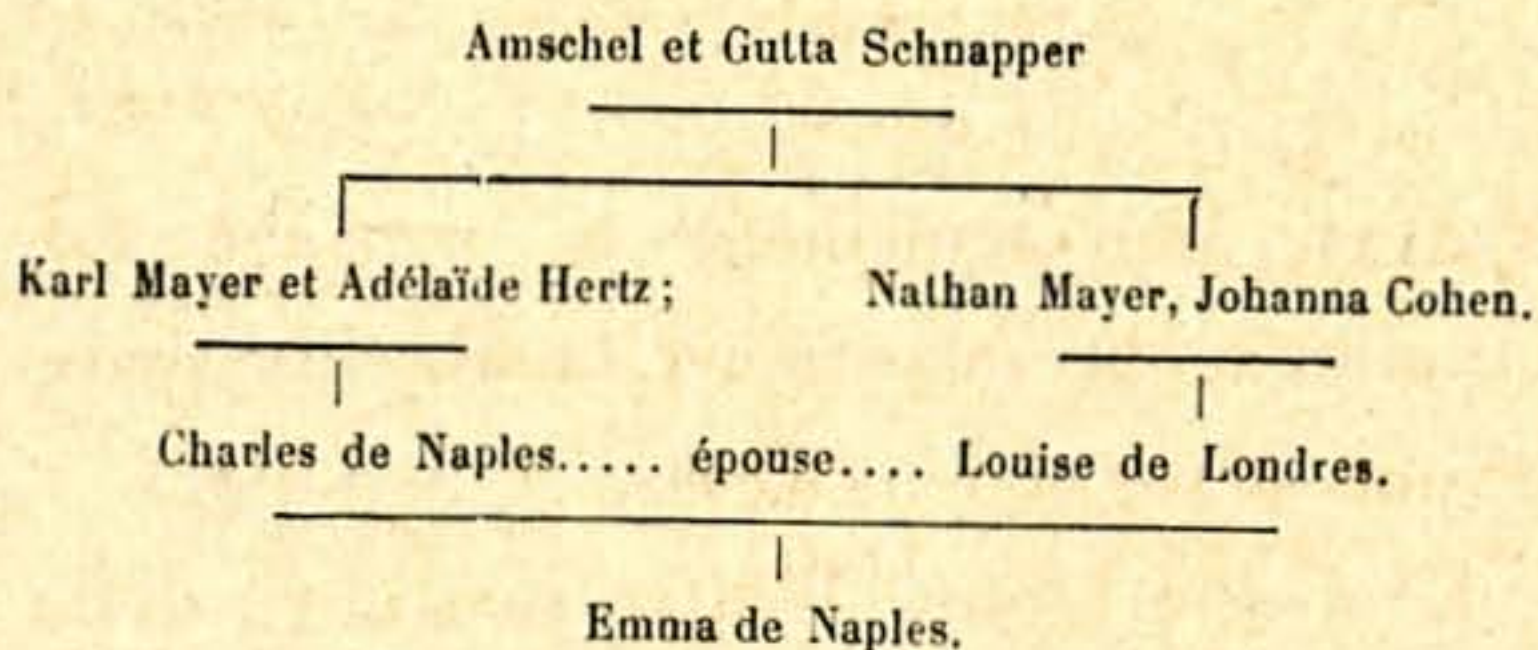 Amschel et Gutta Schnapper
Karl Mayer et Adélaïde Hertz; Nathan Mayer, Johanna Cohen.
Charles de Naples..... épouse.... Louise de Londres.
Emma de Naples.